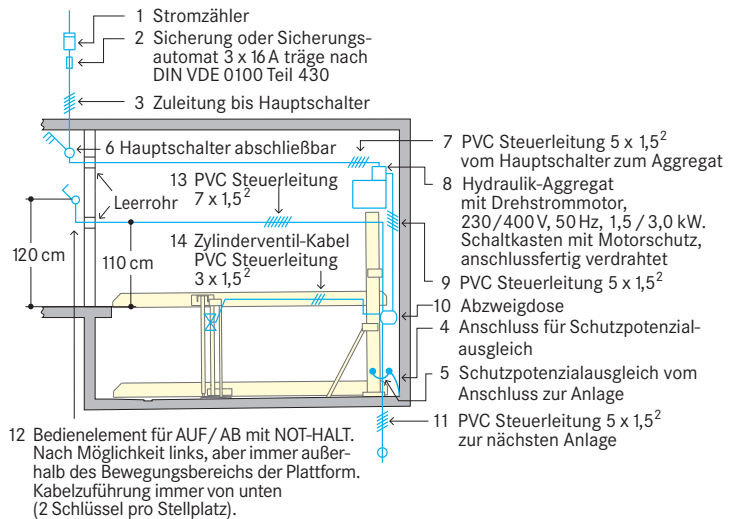 1 Stromzähler
2 Sicherung oder Sicherungs-
automat 3 x 16 A träge nach
DIN VDE 0100 Teil 430
3 Zuleitung bis Hauptschalter
6 Hauptschalter abschließbar
13 PVC Steuerleitung
7 x 1,5²
Leerrohr
14 Zylinderventil-Kabel
PVC Steuerleitung
3 x 1,5²
120 cm
110 cm
7 PVC Steuerleitung 5 x 1,5²
vom Hauptschalter zum Aggregat
8 Hydraulik-Aggregat
mit Drehstrommotor,
230/400 V, 50 Hz, 1,5 / 3,0 kW.
Schaltkasten mit Motorschutz,
anschlussfertig verdrahtet
9 PVC Steuerleitung 5 x 1,5²
10 Abzweigdose
4 Anschluss für Schutzpotenzial-
ausgleich
5 Schutzpotenzialausgleich vom
Anschluss zur Anlage
11 PVC Steuerleitung 5 x 1,5²
zur nächsten Anlage
12 Bedienelement für AUF/ AB mit NOT-HALT.
Nach Möglichkeit links, aber immer außer-
halb des Bewegungsbereichs der Plattform.
Kabelzuführung immer von unten
(2 Schlüssel pro Stellplatz).